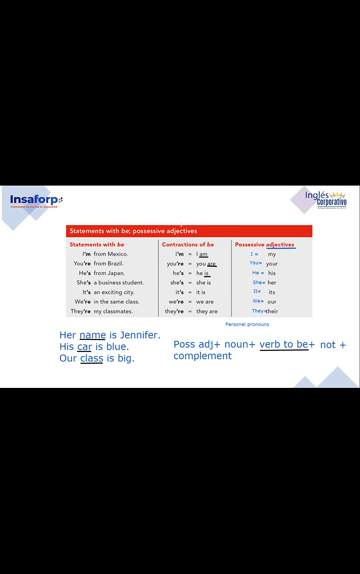 Insaforp
Inglés
Corporativo
Statements with be; possessive adjectives
Statements with be Contractions of be Possessive adjectives
I'm from Mexico. I'm = I am I = my
You're from Brazil. you're = you are You= your
He's from Japan. he's = he is He = his
She's a business student. she's = she is She= her
It's an exciting city. it's = it is It= its
We're in the same class. we're = we are We= our
They're my classmates. they're = they are They=their
Personal pronouns
Her name is Jennifer.
His car is blue.
Our class is big.
Poss adj+ noun+ verb to be+ not +
complement